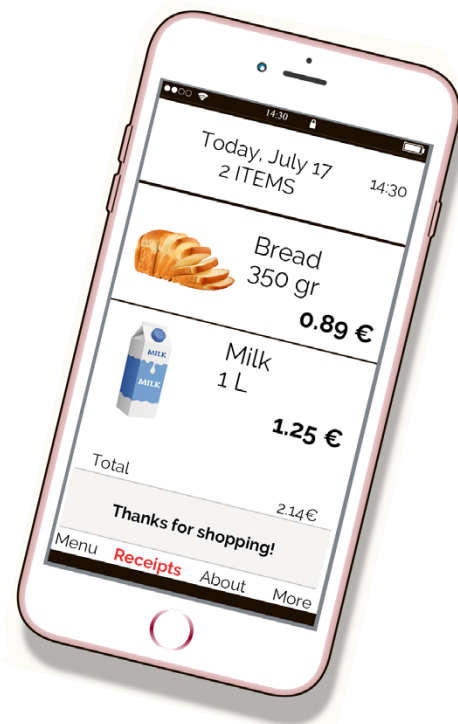 14:30
Today, July 17
2 ITEMS
14:30
Bread
350 gr
0.89 €
MILK
MILK
Milk
1 L
1.25 €
Total
2.14€
Thanks for shopping!
Menu Receipts About More